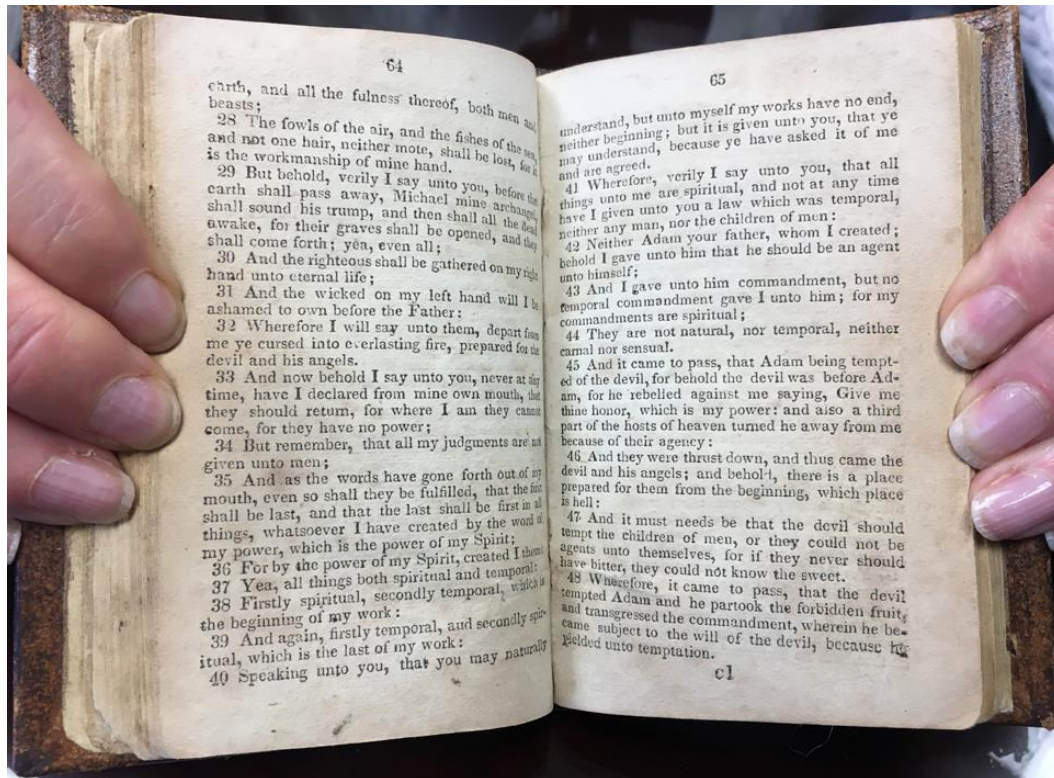 64
earth, and all the fulness thereof, both men and
beasts;
28 The fowls of the air, and the fishes of the sea,
and not one hair, neither mote, shall be lost, for it
is the workmanship of mine hand.
29 But behold, verily I say unto you, before the
earth shall pass away, Michael mine archangel,
shall sound his trump, and then shall all the dead
awake, for their graves shall be opened, and they
shall come forth; yea, even all;
30 And the righteous shall be gathered on my right
hand unto eternal life;
31 And the wicked on my left hand will I be
ashamed to own before the Father:
32 Wherefore I will say unto them, depart from
me ye cursed into everlasting fire, prepared for the
devil and his angels.
33 And now behold I say unto you, never at any
time, have I declared from mine own mouth, that
they should return, for where I am they cannot
come, for they have no power;
34 But remember, that all my judgments are not
given unto men;
35 And as the words have gone forth out of my
mouth, even so shall they be fulfilled, that the first
shall be last, and that the last shall be first in all
things, whatsoever I have created by the word of
my power, which is the power of my Spirit;
36 For by the power of my Spirit, created I them:
37 Yea, all things both spiritual and temporal:
38 Firstly spiritual, secondly temporal, which is
the beginning of my work:
39 And again, firstly temporal, and secondly spir-
itual, which is the last of my work:
40 Speaking unto you, that you may naturally
65
understand, but unto myself my works have no end,
neither beginning; but it is given unto you, that ye
may understand, because ye have asked it of me
and are agreed.
41 Wherefore, verily I say unto you, that all
things unto me are spiritual, and not at any time
have I given unto you a law which was temporal,
neither any man, nor the children of men:
42 Neither Adam your father, whom I created;
behold I gave unto him that he should be an agent
unto himself;
43 And I gave unto him commandment, but no
temporal commandment gave I unto him; for my
commandments are spiritual;
44 They are not natural, nor temporal, neither
carnal nor sensual.
45 And it came to pass, that Adam being tempt-
ed of the devil, for behold the devil was before Ad-
am, for he rebelled against me saying, Give me
thine honor, which is my power: and also a third
part of the hosts of heaven turned he away from me
because of their agency:
46 And they were thrust down, and thus came the
devil and his angels; and behold, there is a place
prepared for them from the beginning, which place
is hell:
47 And it must needs be that the devil should
tempt the children of men, or they could not be
agents unto themselves, for if they never should
have bitter, they could not know the sweet.
48 Wherefore, it came to pass, that the devil
tempted Adam and he partook the forbidden fruit,
and transgressed the commandment, wherein he be-
came subject to the will of the devil, because he
yielded unto temptation.
c1